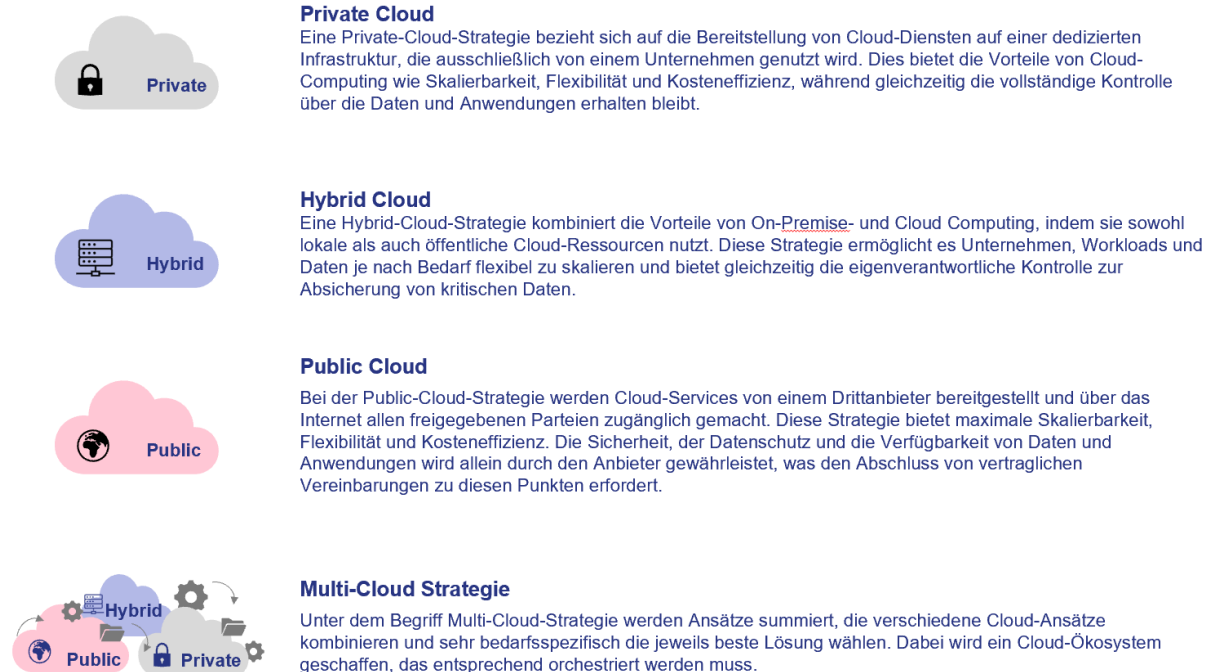 Private Cloud
Eine Private-Cloud-Strategie bezieht sich auf die Bereitstellung von Cloud-Diensten auf einer dedizierten
Infrastruktur, die ausschließlich von einem Unternehmen genutzt wird. Dies bietet die Vorteile von Cloud-
Computing wie Skalierbarkeit, Flexibilität und Kosteneffizienz, während gleichzeitig die vollständige Kontrolle
über die Daten und Anwendungen erhalten bleibt.
Private
Hybrid Cloud
Eine Hybrid-Cloud-Strategie kombiniert die Vorteile von On-Premise- und Cloud Computing, indem sie sowohl
lokale als auch öffentliche Cloud-Ressourcen nutzt. Diese Strategie ermöglicht es Unternehmen, Workloads und
Daten je nach Bedarf flexibel zu skalieren und bietet gleichzeitig die eigenverantwortliche Kontrolle zur
Absicherung von kritischen Daten.
Hybrid
Public Cloud
Bei der Public-Cloud-Strategie werden Cloud-Services von einem Drittanbieter bereitgestellt und über das
Internet allen freigegebenen Parteien zugänglich gemacht. Diese Strategie bietet maximale Skalierbarkeit,
Flexibilität und Kosteneffizienz. Die Sicherheit, der Datenschutz und die Verfügbarkeit von Daten und
Anwendungen wird allein durch den Anbieter gewährleistet, was den Abschluss von vertraglichen
Vereinbarungen zu diesen Punkten erfordert.
Public
Multi-Cloud Strategie
Unter dem Begriff Multi-Cloud-Strategie werden Ansätze summiert, die verschiedene Cloud-Ansätze
kombinieren und sehr bedarfsspezifisch die jeweils beste Lösung wählen. Dabei wird ein Cloud-Ökosystem
geschaffen, das entsprechend orchestriert werden muss.
Hybrid
Public
Private